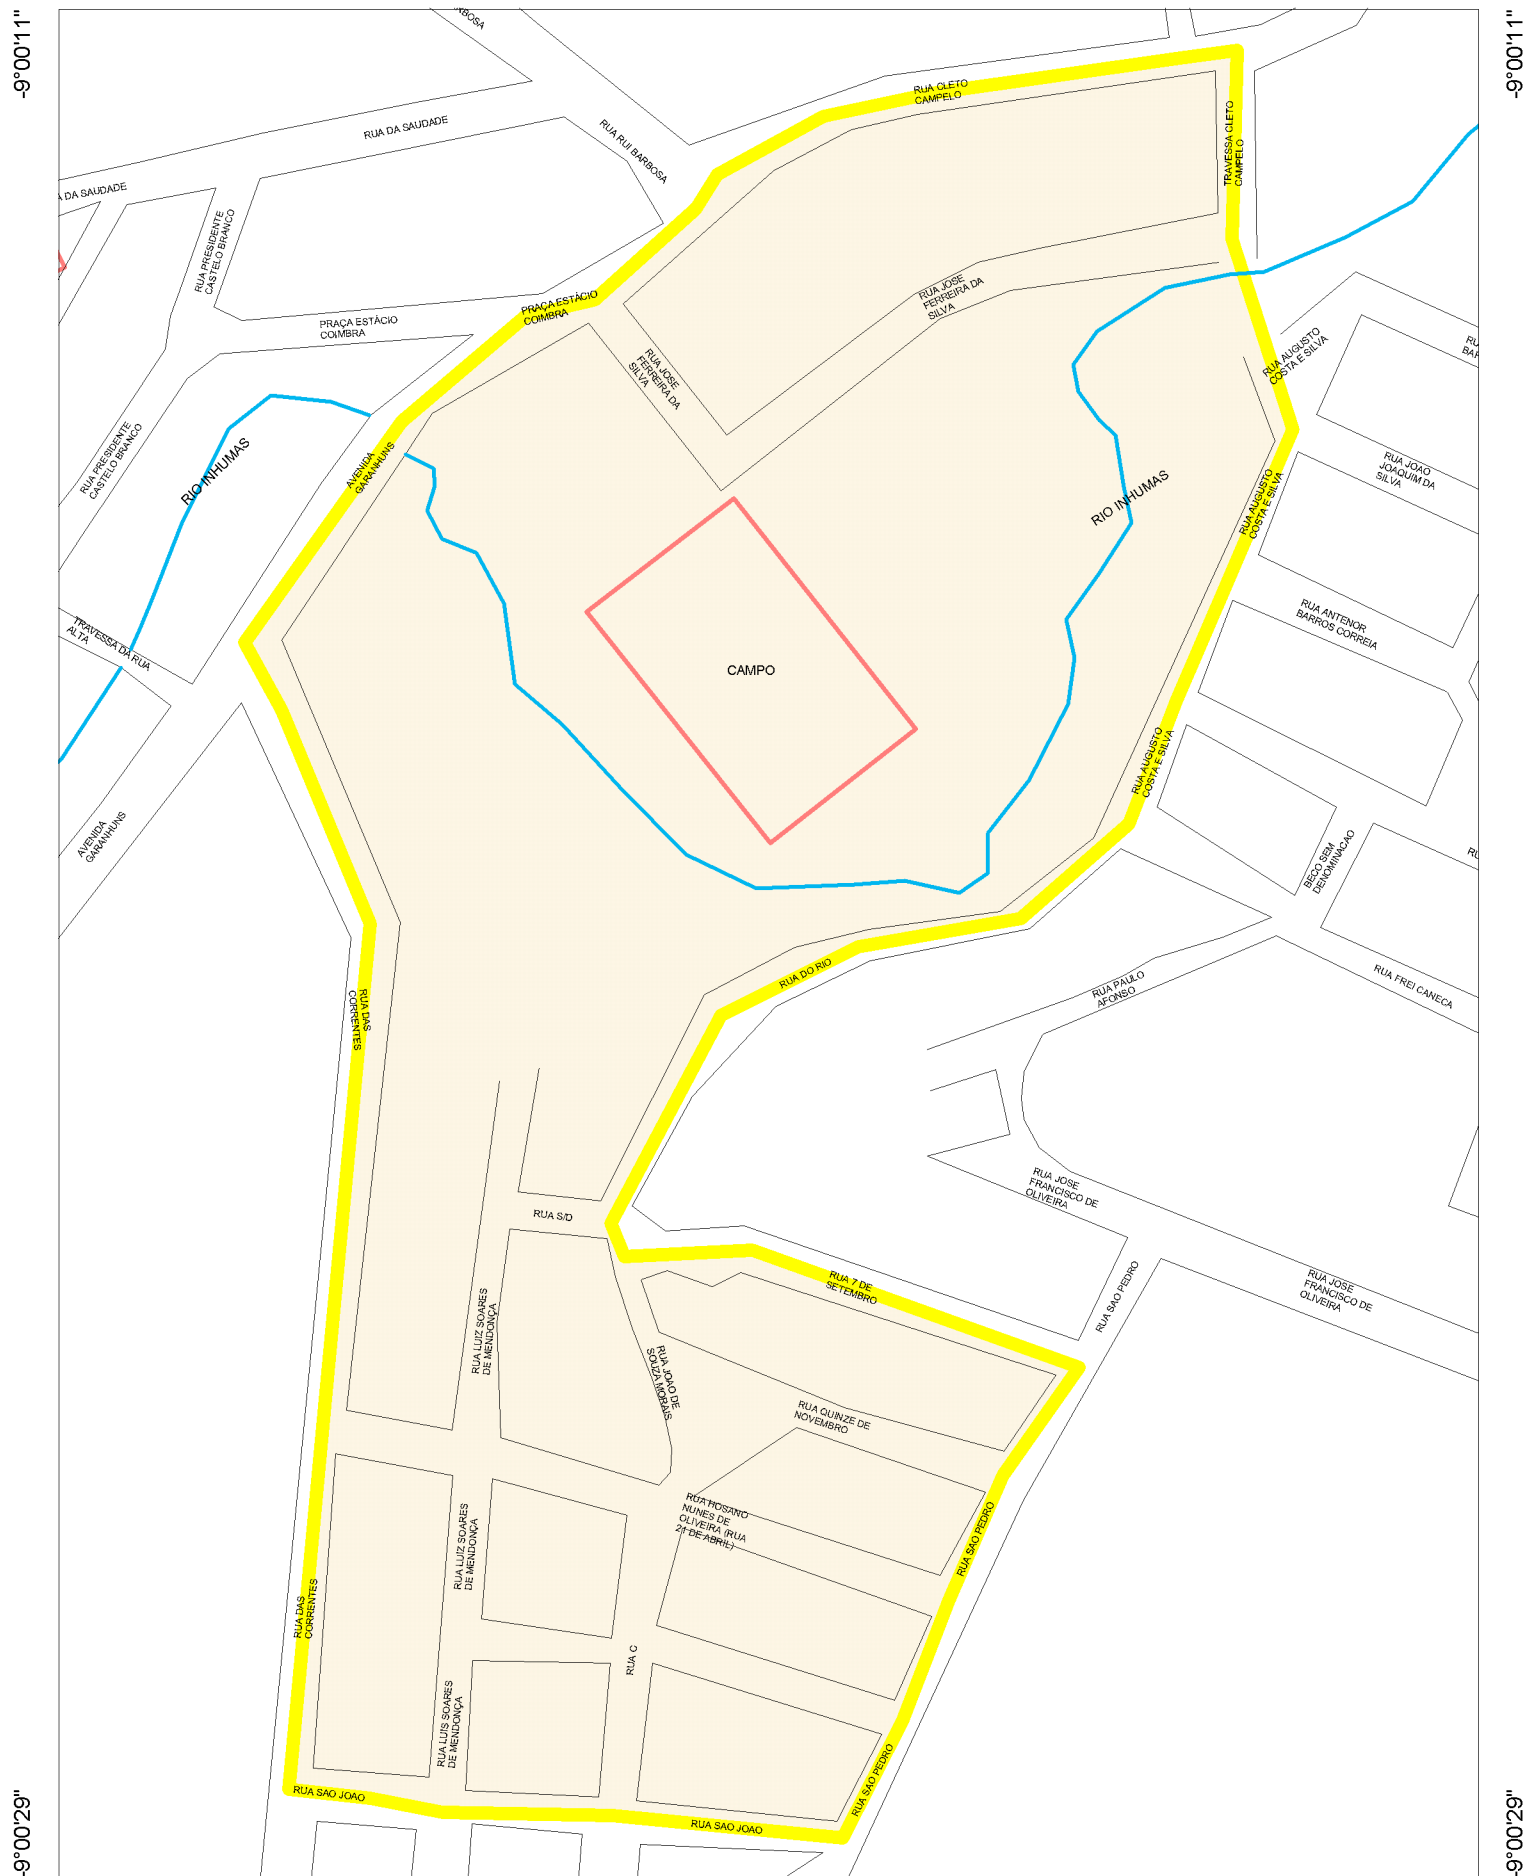 -9°00'11"
-9°00'11"
RUA CLETO
CAMPELO
RUA DA SAUDADE
RUA RUI BARBOSA
TRAVESSA CLETO
CAMPELO
DA SAUDADE
RUA PRESIDENTE
CASTELO BRANCO
PRAÇA ESTÁCIO
COIMBRA
PRAÇA ESTÁCIO
COIMBRA
RUA JOSE
FERREIRA DA
SILVA
RUA JOSE
FERREIRA DA
SILVA
RUA AUGUSTO
COSTA E SILVA
RUA PRESIDENTE
CASTELO BRANCO
RIO INHUMAS
AVENIDA
GARANHUNS
RIO INHUMAS
RUA AUGUSTO
COSTA E SILVA
RUA JOAO
JOAQUIM DA
SILVA
RUA ANTENOR
BARROS CORREIA
TRAVESSA DA RUA
ALTA
CAMPO
RUA AUGUSTO
COSTA E SILVA
AVENIDA
GARANHUNS
BECO SEM
DENOMINACAO
RUA DO RIO
RUA PAULO
AFONSO
RUA FREI CANECA
RUA DAS
CORRENTES
RUA JOSE
FRANCISCO DE
OLIVEIRA
RUA S/D
RUA 7 DE
SETEMBRO
RUA SAO PEDRO
RUA JOSE
FRANCISCO DE
OLIVEIRA
RUA LUIZ SOARES
DE MENDONÇA
RUA JOAO DE
SOUZA MORAIS
RUA QUINZE DE
NOVEMBRO
RUA HOSANO
NUNES DE
OLIVEIRA (RUA
21 DE ABRIL)
RUA LUIZ SOARES
DE MENDONÇA
RUA SAO PEDRO
RUA DAS
CORRENTES
RUA C
RUA LUIS SOARES
DE MENDONÇA
RUA SAO PEDRO
RUA SAO JOAO
RUA SAO JOAO
-9°00'29"
-9°00'29"